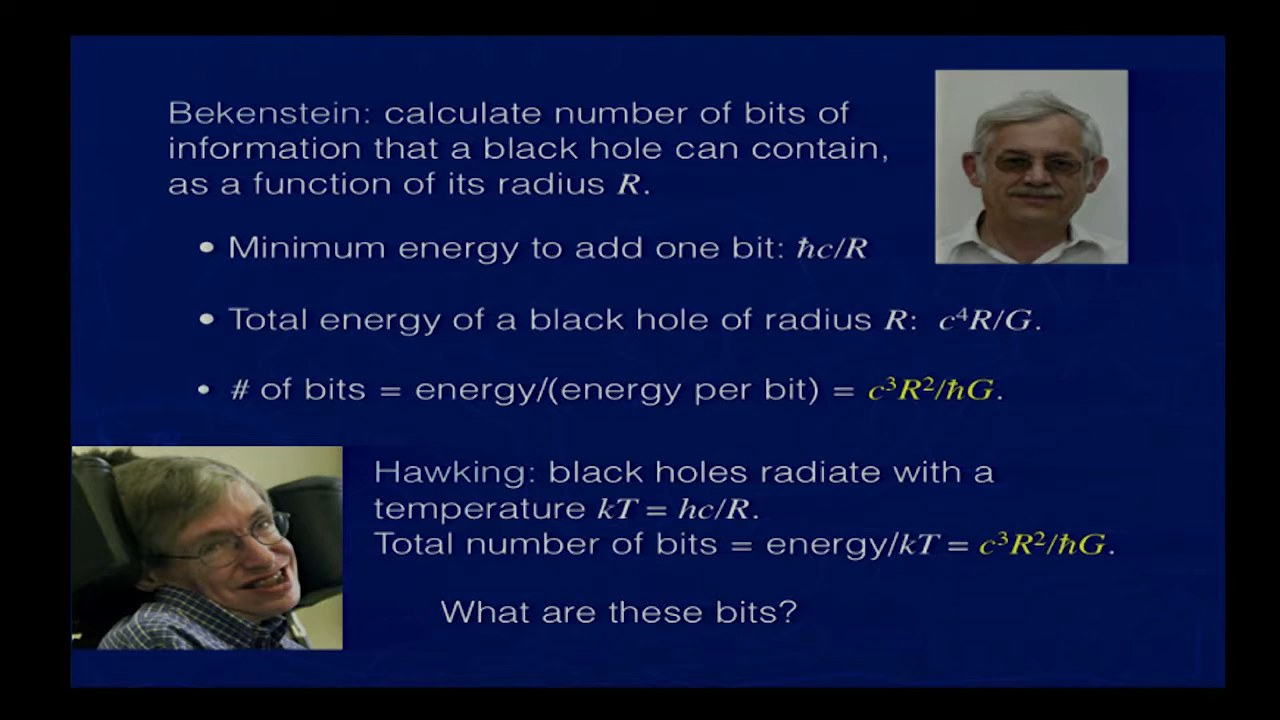 Bekenstein: calculate number of bits of
information that a black hole can contain,
as a function of its radius R.
• Minimum energy to add one bit: ħc/R
• Total energy of a black hole of radius R: c⁴R/G.
• # of bits = energy/(energy per bit) = c³R²/ħG.
Hawking: black holes radiate with a
temperature kT = hc/R.
Total number of bits = energy/kT = c³R²/ħG.
What are these bits?